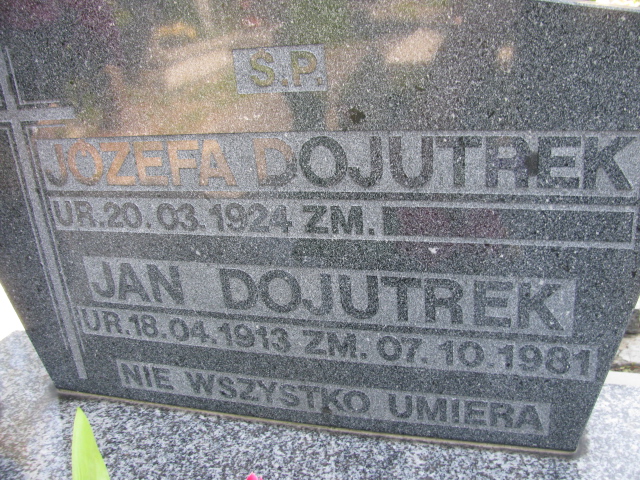 Ś.P.
JÓZEFA DOJUTREK
UR. 20.03.1924 ZM.
JAN DOJUTREK
UR. 18.04.1913 ZM. 07.10.1981
NIE WSZYSTKO UMIERA